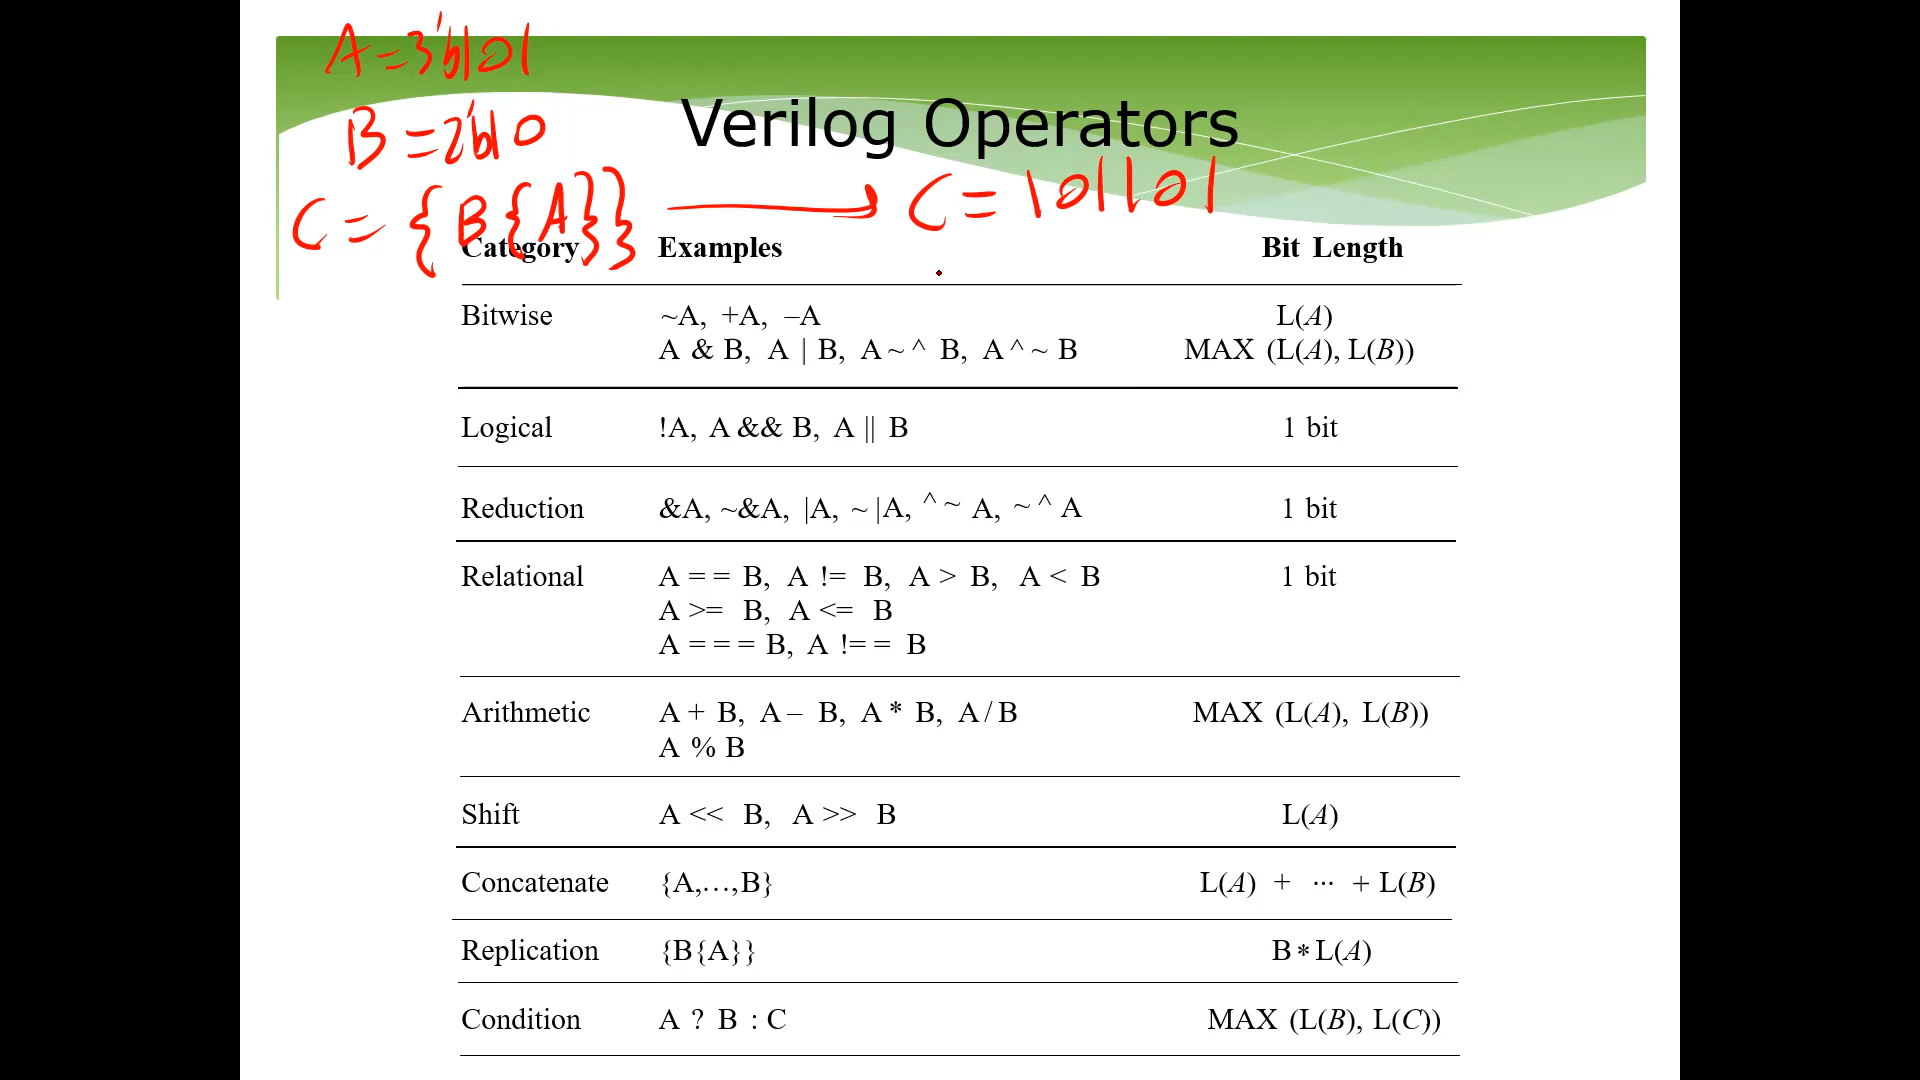 A = 3'b101
Verilog Operators
B = 2'b10
C = {B{A}} → C = 101101
Category Examples Bit Length
Bitwise ~A, +A, –A L(A)
A & B, A | B, A ~ ^ B, A ^ ~ B MAX (L(A), L(B))
Logical !A, A && B, A || B 1 bit
Reduction &A, ~&A, |A, ~ |A, ^ ~ A, ~ ^ A 1 bit
Relational A = = B, A != B, A > B, A < B 1 bit
A >= B, A <= B
A = = = B, A != = B
Arithmetic A + B, A – B, A * B, A / B MAX (L(A), L(B))
A % B
Shift A << B, A >> B L(A)
Concatenate {A,…,B} L(A) + ··· + L(B)
Replication {B{A}} B * L(A)
Condition A ? B : C MAX (L(B), L(C))